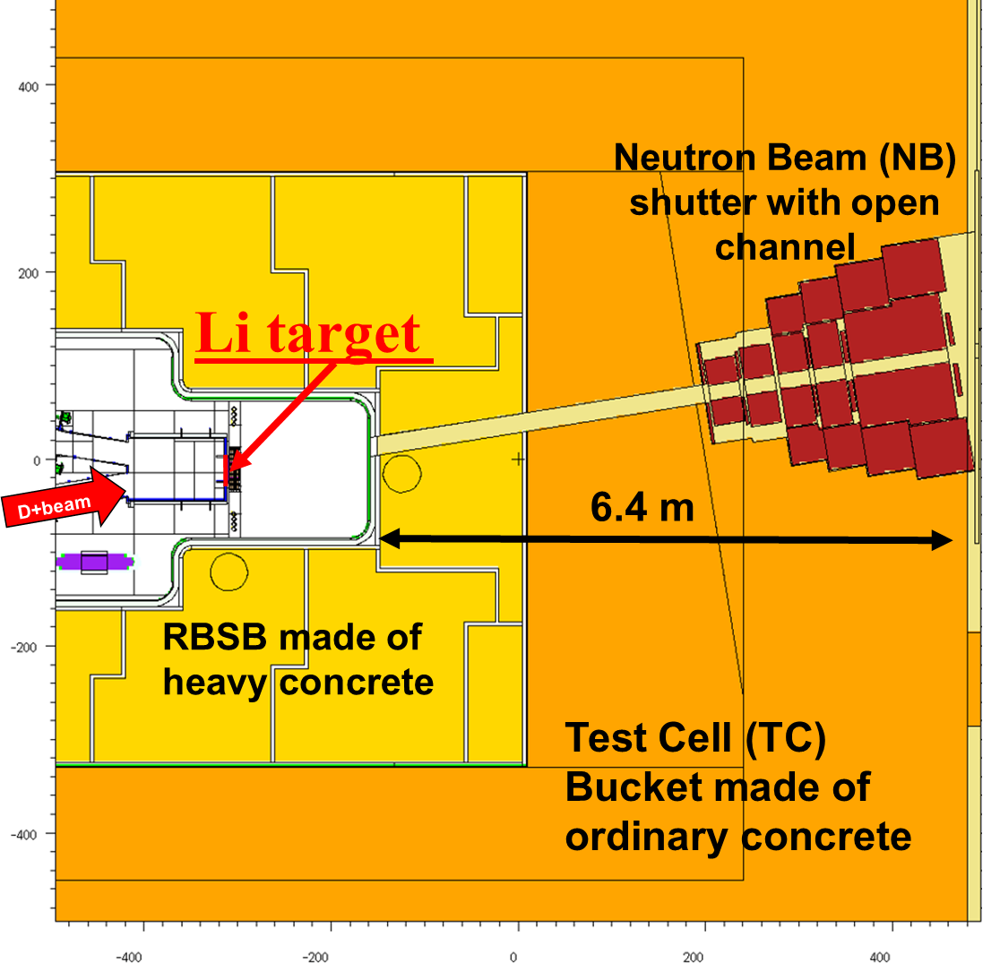 400
Neutron Beam (NB)
shutter with open
channel
200
Li target
0
D+beam
6.4 m
RBSB made of
heavy concrete
-200
Test Cell (TC)
Bucket made of
ordinary concrete
-400
-400
-200
0
200
400